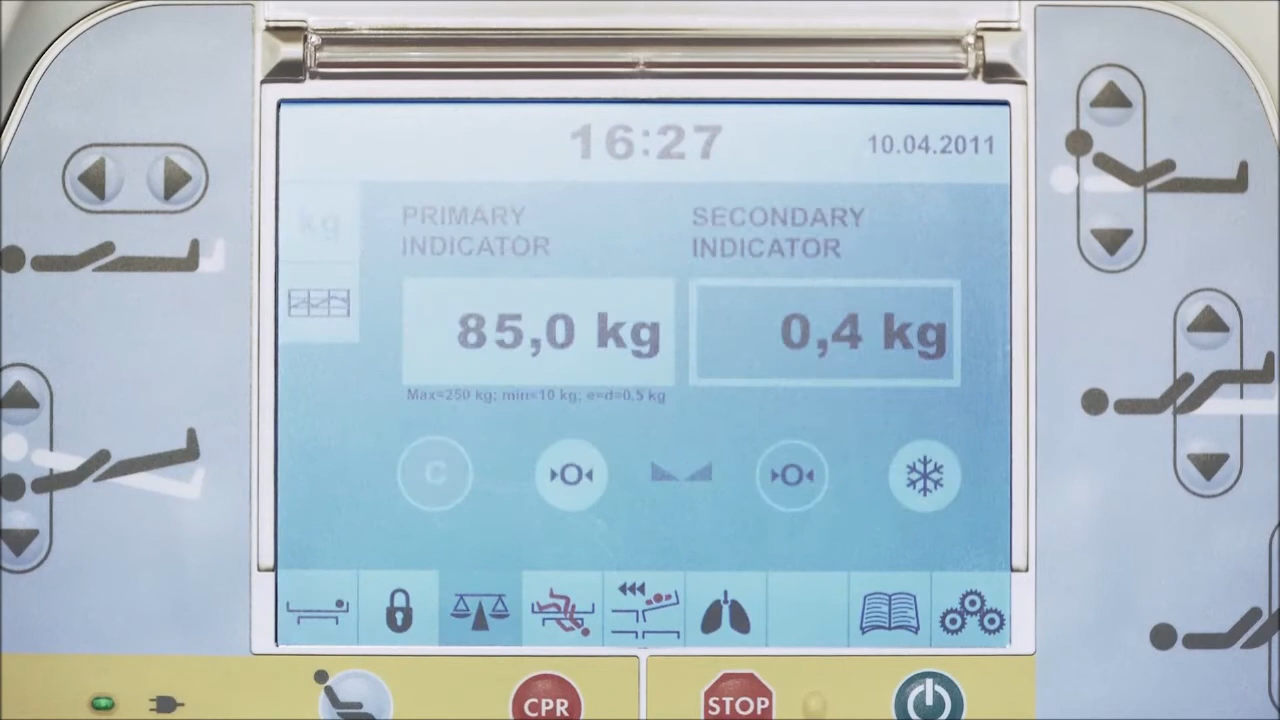 16:27
10.04.2011
kg
PRIMARY
INDICATOR
SECONDARY
INDICATOR
85,0 kg
0,4 kg
Max=250 kg; min=10 kg; e=d=0,5 kg
C
▸O◂
▸O◂
CPR
STOP